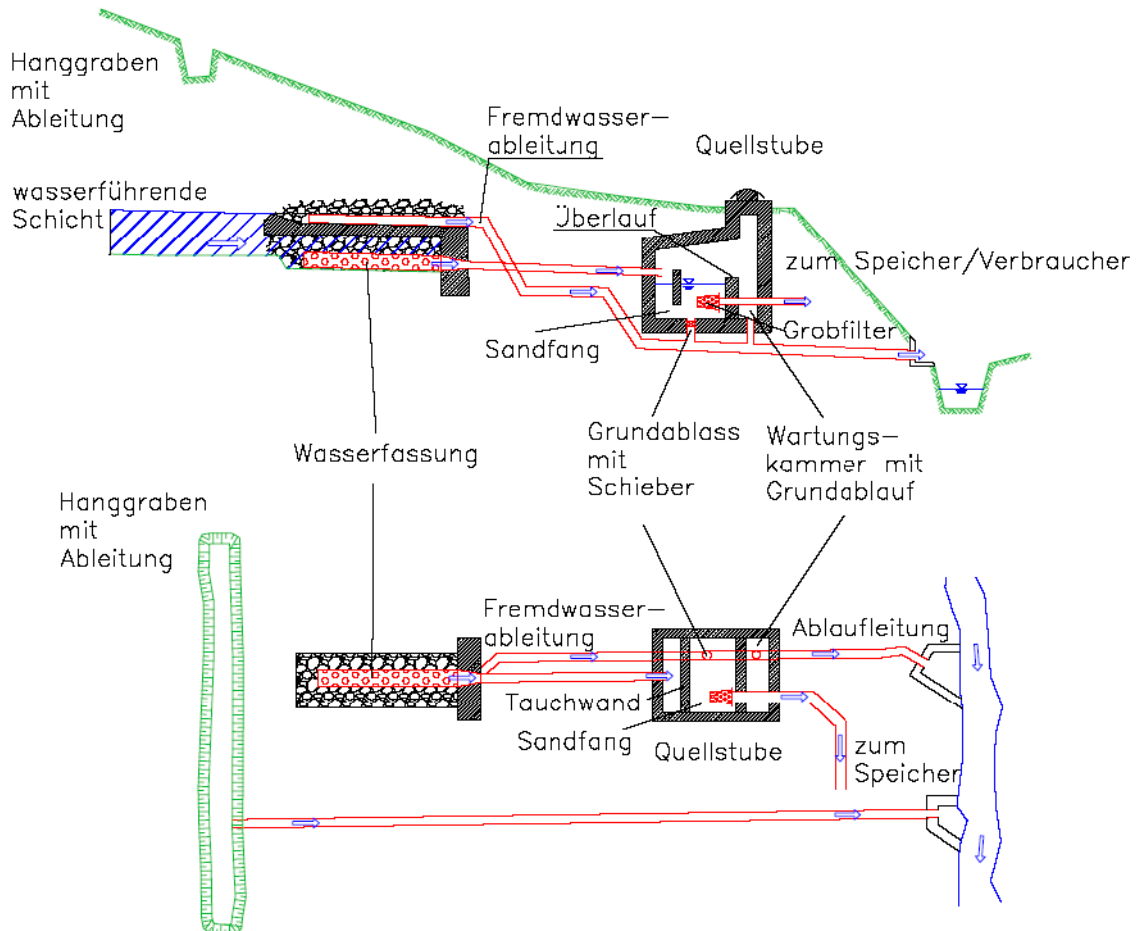 Hanggraben
mit
Ableitung
Fremdwasser-
ableitung
Quellstube
wasserführende
Schicht
Überlauf
zum Speicher/Verbraucher
Sandfang
Grobfilter
Wasserfassung
Grundablass
mit
Schieber
Wartungs-
kammer mit
Grundablauf
Hanggraben
mit
Ableitung
Fremdwasser-
ableitung
Ablaufleitung
Tauchwand
Sandfang
Quellstube
zum
Speicher